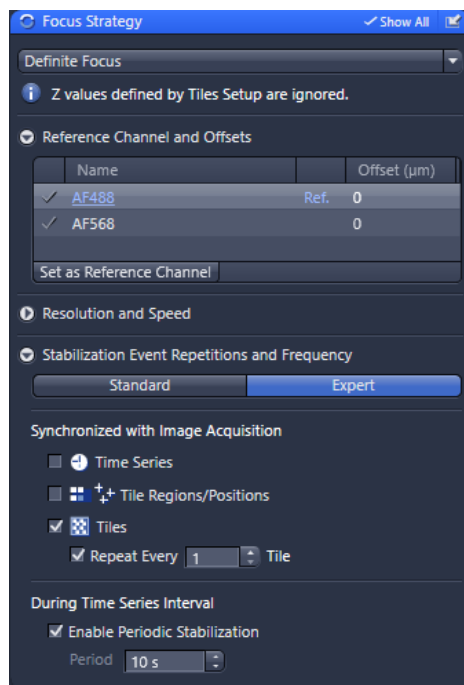 Focus Strategy Show All
Definite Focus
Z values defined by Tiles Setup are ignored.
Reference Channel and Offsets
Name Offset (µm)
AF488 Ref. 0
AF568 0
Set as Reference Channel
Resolution and Speed
Stabilization Event Repetitions and Frequency
Standard Expert
Synchronized with Image Acquisition
Time Series
Tile Regions/Positions
Tiles
Repeat Every 1 Tile
During Time Series Interval
Enable Periodic Stabilization
Period 10 s